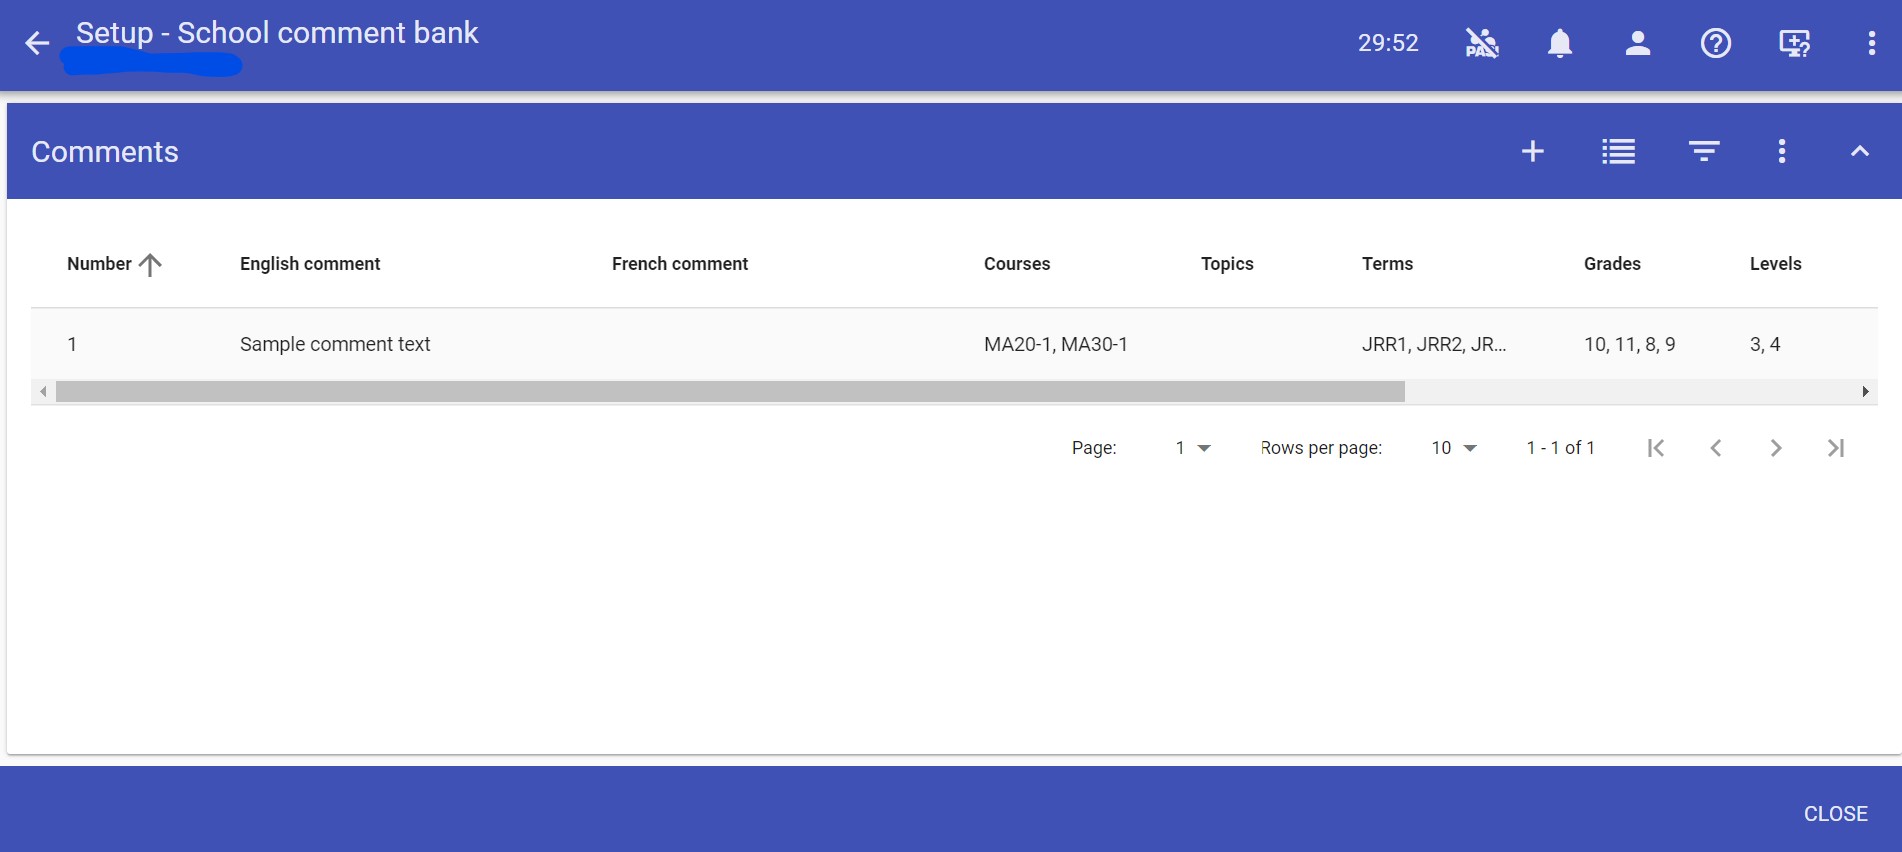 Setup - School comment bank
29:52
PASI
Comments
Number English comment French comment Courses Topics Terms Grades Levels
1 Sample comment text MA20-1, MA30-1 JRR1, JRR2, JR... 10, 11, 8, 9 3, 4
Page: 1 Rows per page: 10 1 - 1 of 1
CLOSE